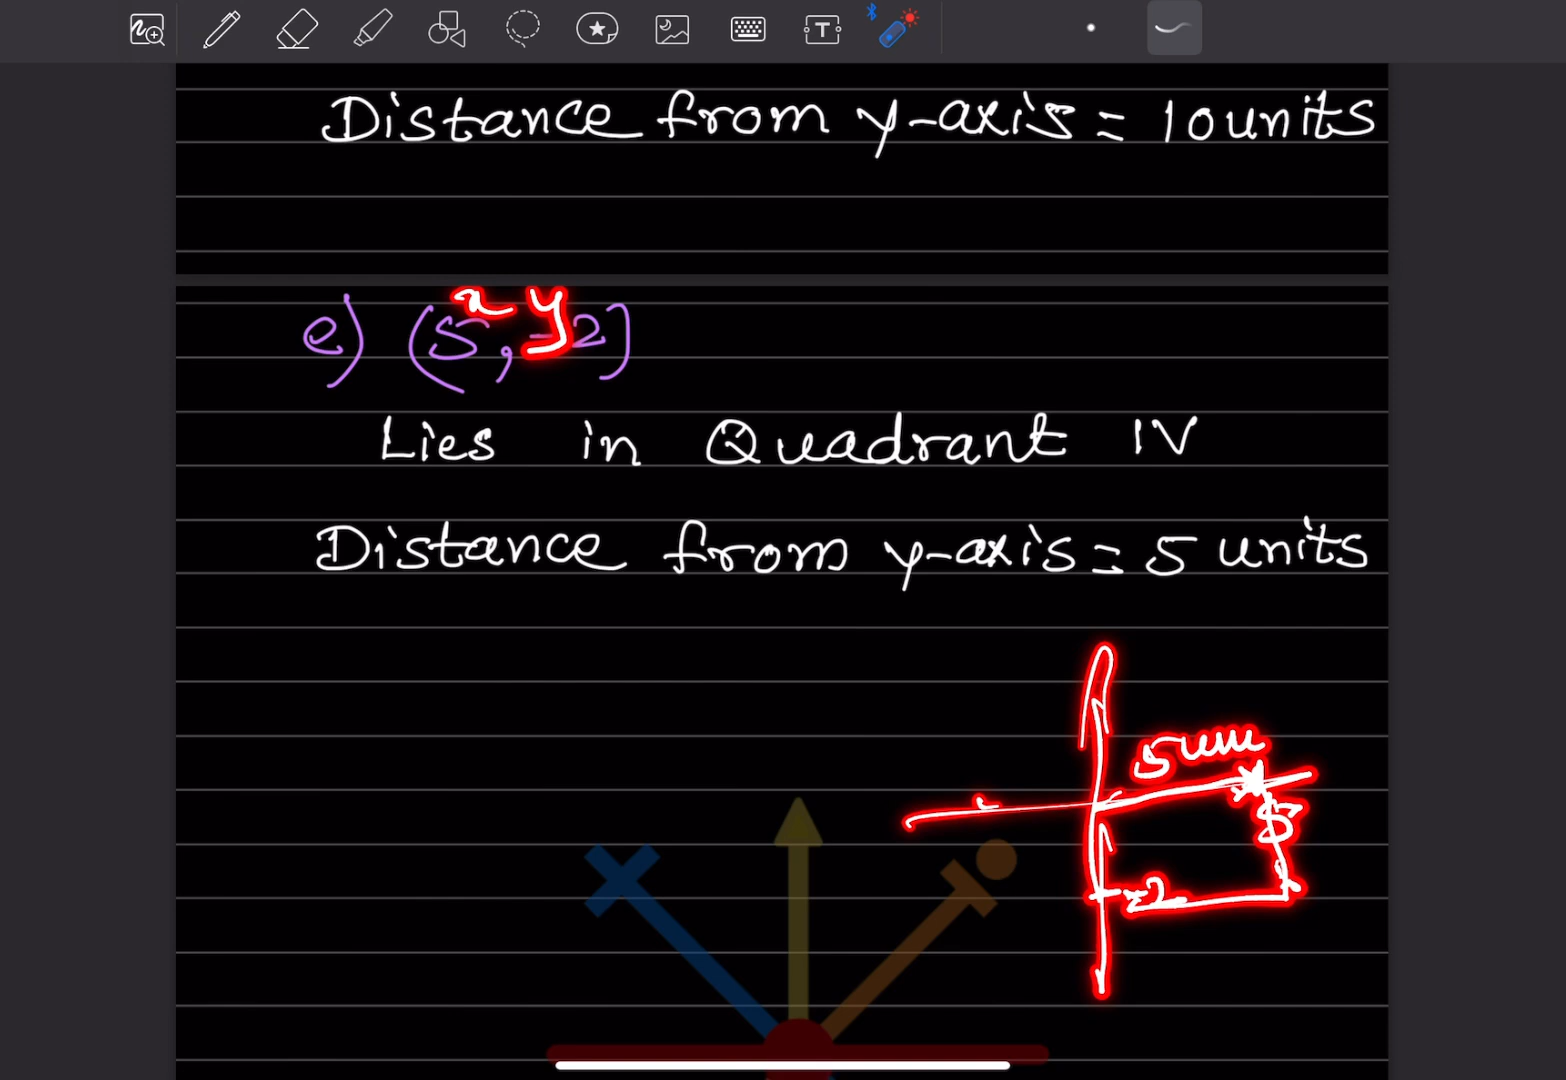 Distance from y-axis = 10 units
x y
e) (5, -2)
Lies in Quadrant IV
Distance from y-axis = 5 units
5
5
-2